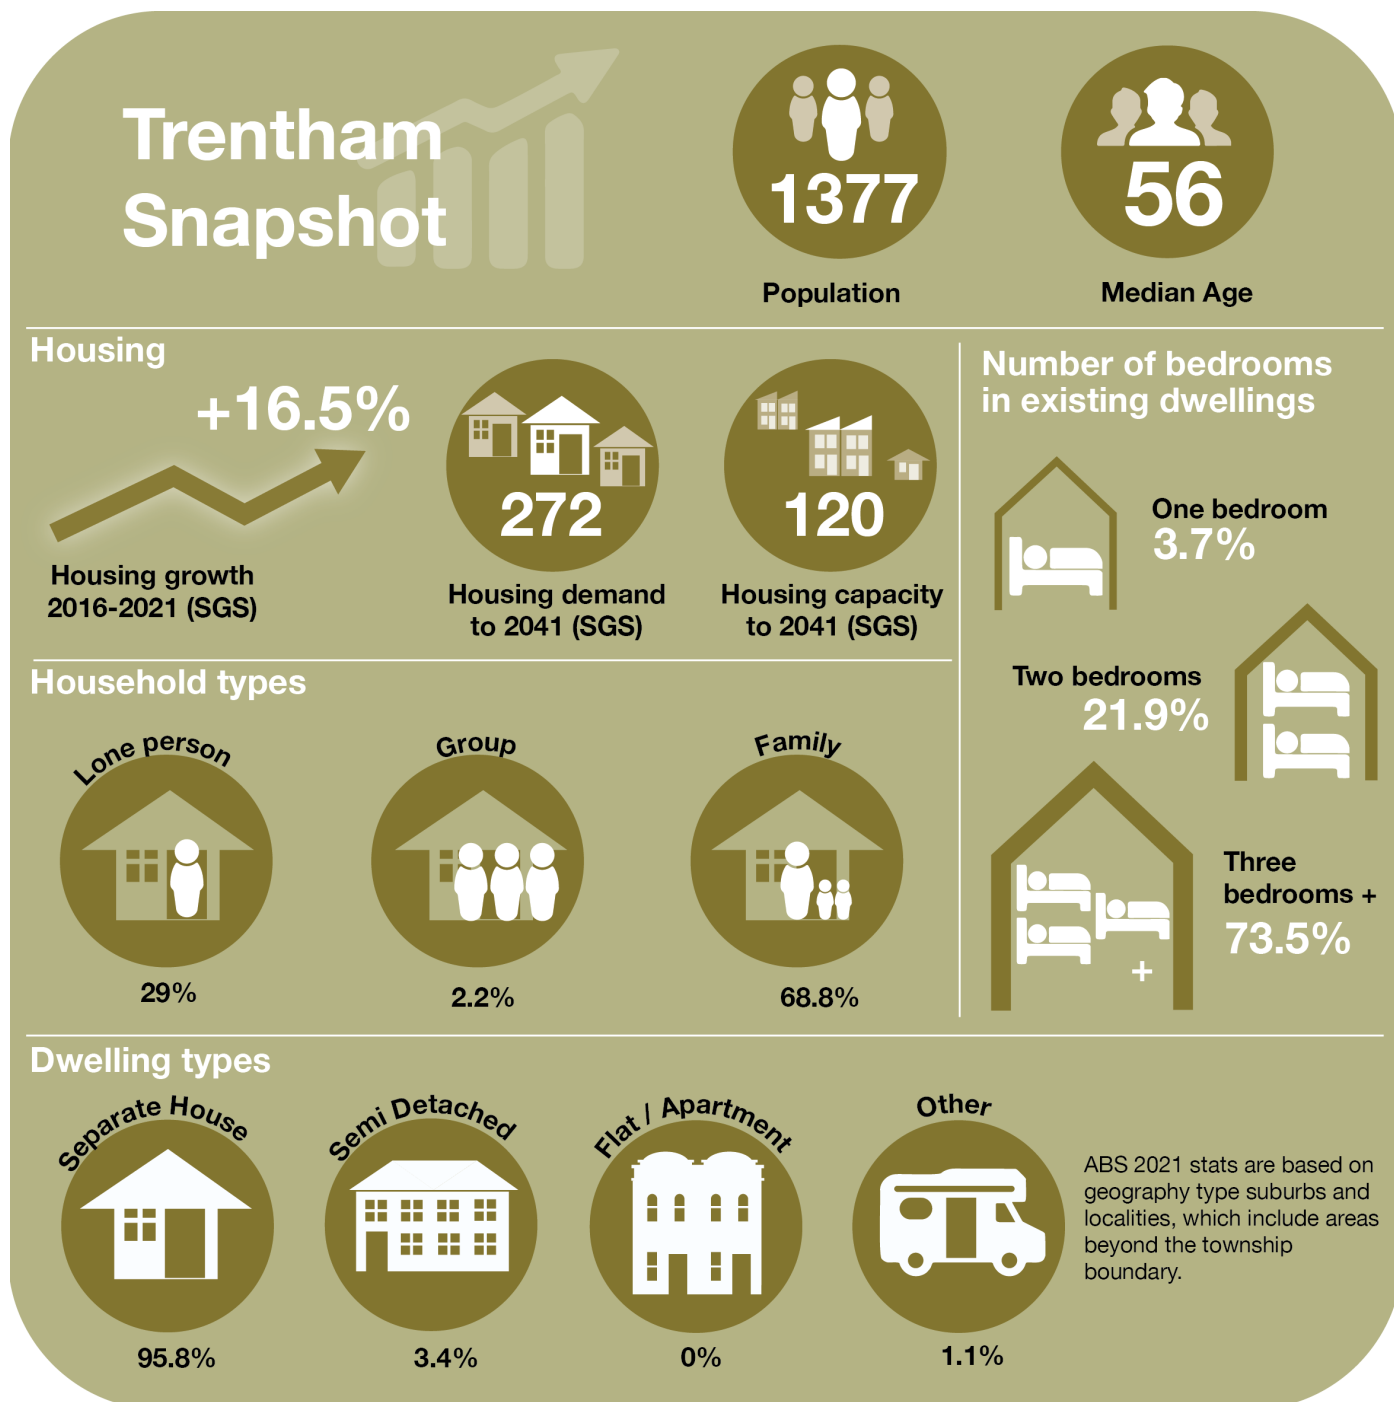 Trentham
Snapshot
1377
Population
56
Median Age
Housing
+16.5%
Housing growth
2016-2021 (SGS)
272
Housing demand
to 2041 (SGS)
120
Housing capacity
to 2041 (SGS)
Number of bedrooms
in existing dwellings
One bedroom
3.7%
Two bedrooms
21.9%
Three
bedrooms +
73.5%
+
Household types
Lone person
29%
Group
2.2%
Family
68.8%
Dwelling types
Separate House
95.8%
Semi Detached
3.4%
Flat / Apartment
0%
Other
1.1%
ABS 2021 stats are based on
geography type suburbs and
localities, which include areas
beyond the township
boundary.